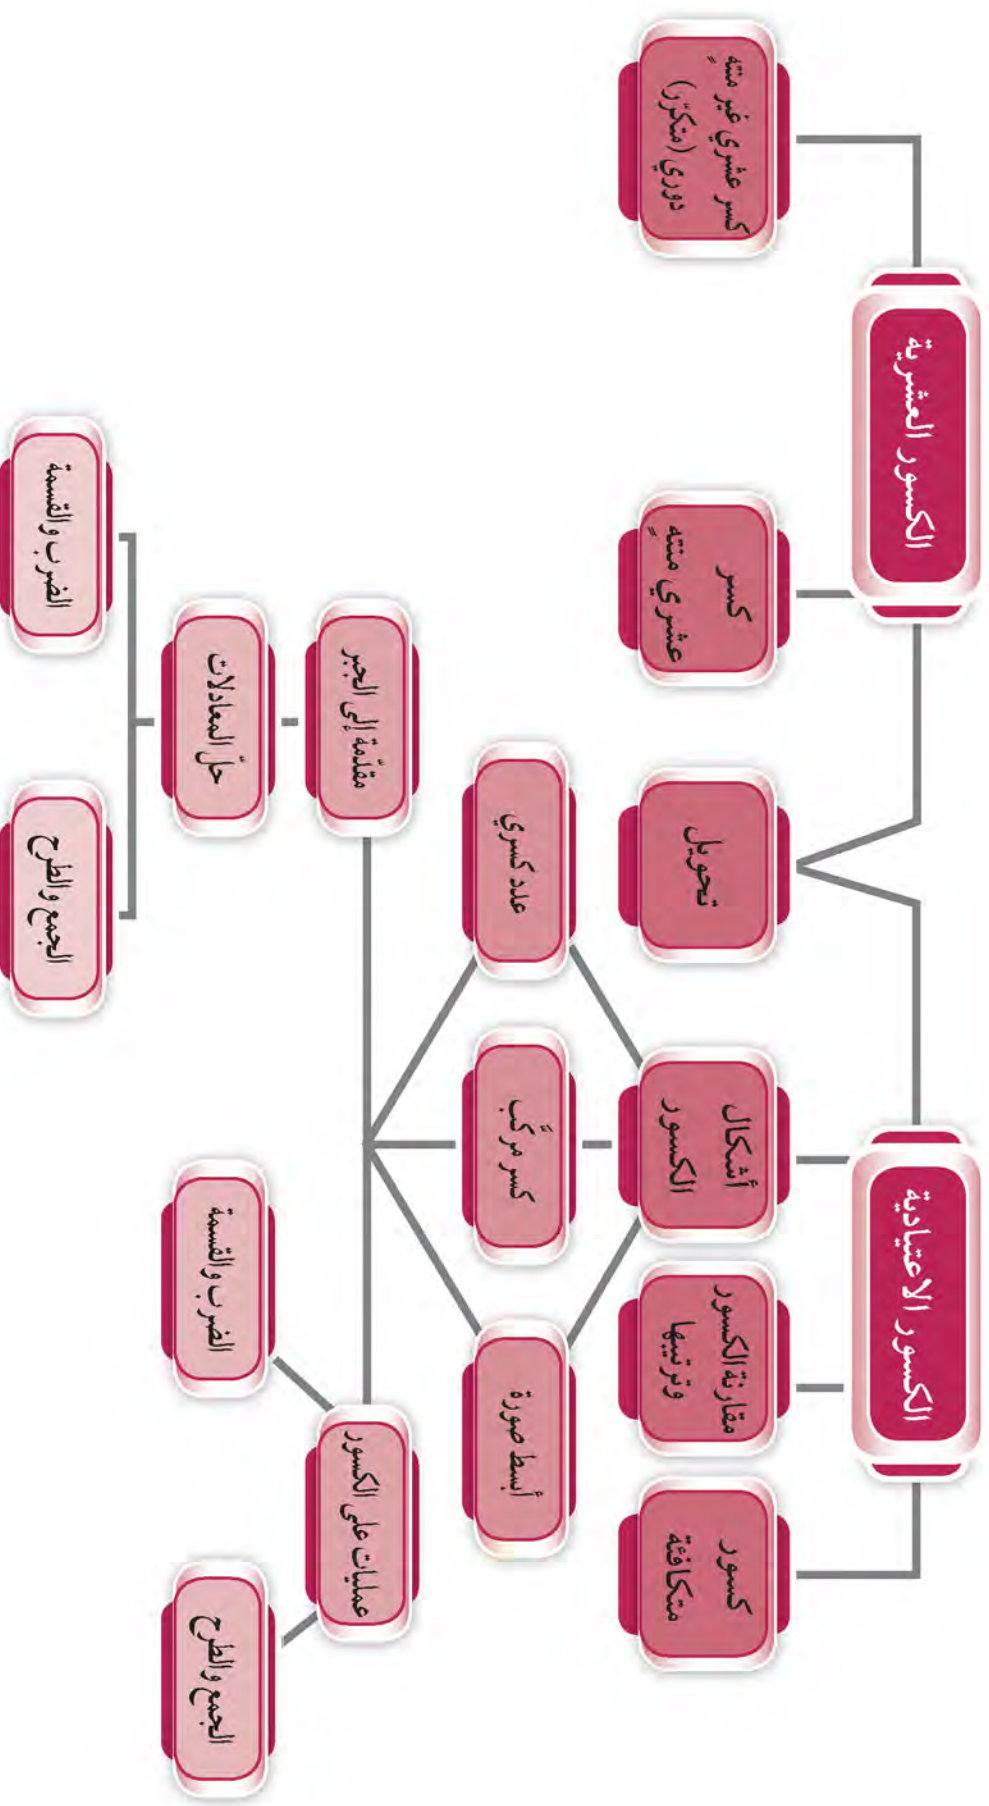 الكسور الاعتيادية
الكسور العشرية
كسور
متكافئة
مقارنة الكسور
وترتيبها
أشكال
الكسور
تحويل
كسر
عشري منتهٍ
كسر عشري غير منتهٍ
دوري (متكرّر)
أبسط صورة
كسر مركّب
عدد كسري
عمليات على الكسور
مقدّمة إلى الجبر
الجمع والطرح
الضرب والقسمة
حلّ المعادلات
الجمع والطرح
الضرب والقسمة